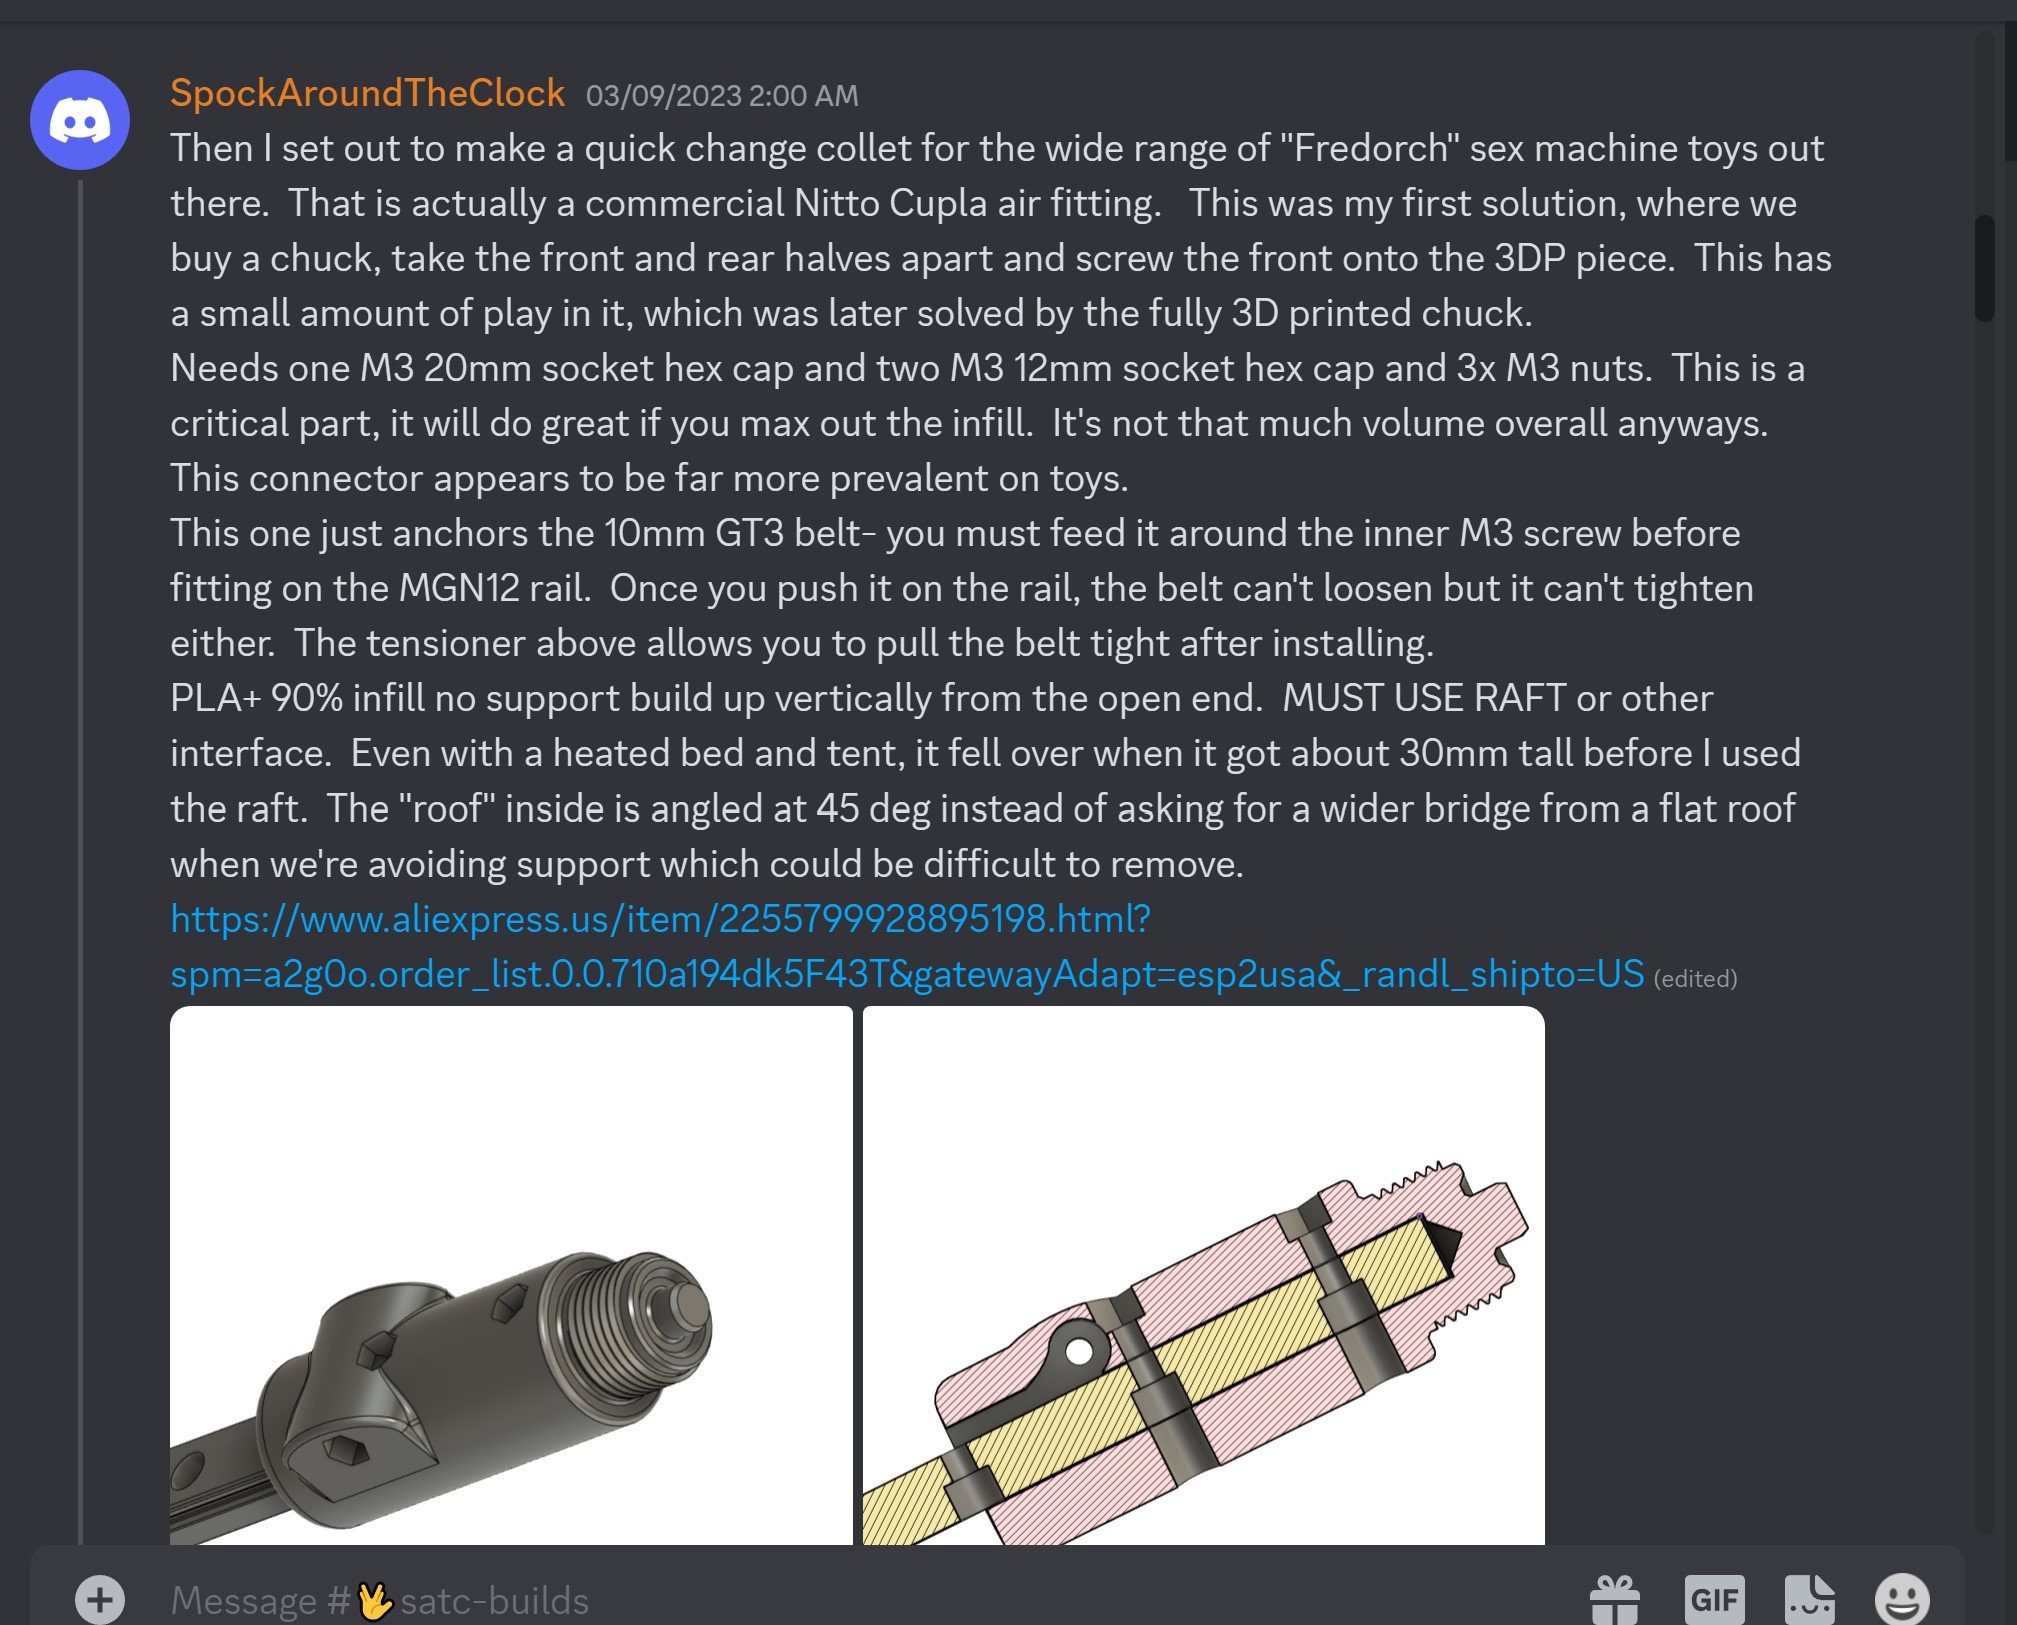 SpockAroundTheClock 03/09/2023 2:00 AM
Then I set out to make a quick change collet for the wide range of "Fredorch" sex machine toys out
there.  That is actually a commercial Nitto Cupla air fitting.   This was my first solution, where we
buy a chuck, take the front and rear halves apart and screw the front onto the 3DP piece.  This has
a small amount of play in it, which was later solved by the fully 3D printed chuck.
Needs one M3 20mm socket hex cap and two M3 12mm socket hex cap and 3x M3 nuts.  This is a
critical part, it will do great if you max out the infill.  It's not that much volume overall anyways.
This connector appears to be far more prevalent on toys.
This one just anchors the 10mm GT3 belt- you must feed it around the inner M3 screw before
fitting on the MGN12 rail.  Once you push it on the rail, the belt can't loosen but it can't tighten
either.  The tensioner above allows you to pull the belt tight after installing.
PLA+ 90% infill no support build up vertically from the open end.  MUST USE RAFT or other
interface.  Even with a heated bed and tent, it fell over when it got about 30mm tall before I used
the raft.  The "roof" inside is angled at 45 deg instead of asking for a wider bridge from a flat roof
when we're avoiding support which could be difficult to remove.
https://www.aliexpress.us/item/2255799928895198.html?
spm=a2g0o.order_list.0.0.710a194dk5F43T&gatewayAdapt=esp2usa&_randl_shipto=US (edited)
Message #🖖satc-builds
GIF